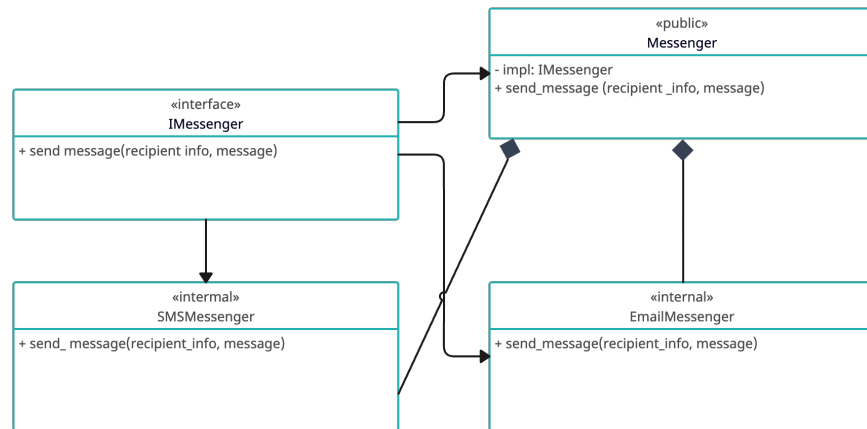 «public»
Messenger
- impl: IMessenger
+ send_message (recipient _info, message)
«interface»
IMessenger
+ send message(recipient info, message)
«intermal»
SMSMessenger
+ send_ message(recipient_info, message)
«internal»
EmailMessenger
+ send_message(recipient_info, message)